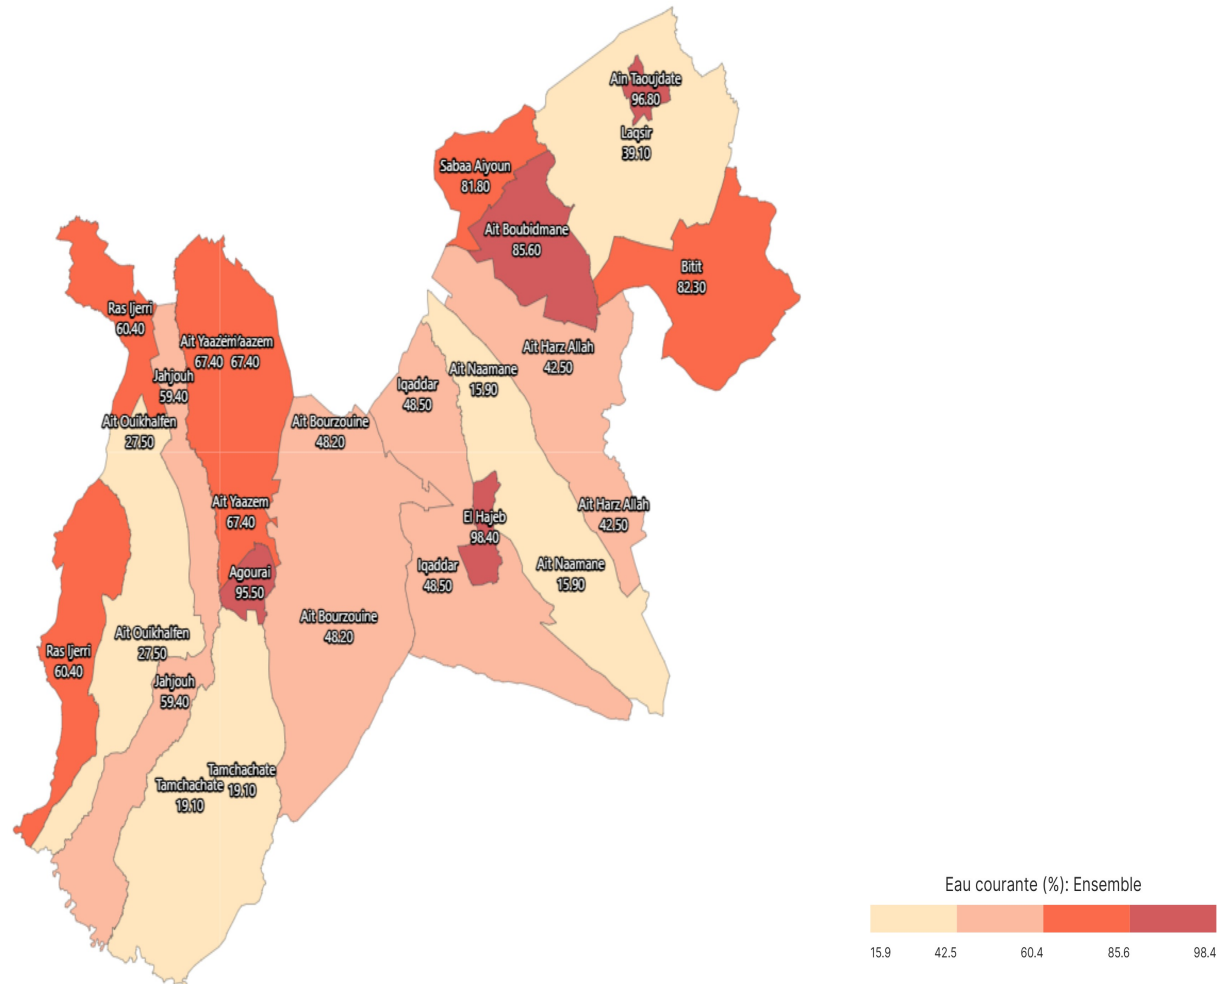 Ain Taoujdate
96.80
Laqsir
39.10
Sabaa Aiyoun
81.80
Ait Boubidmane
85.60
Bitit
82.30
Ras Ijerri
60.40
Ait Yaazem
67.40
67.40
Ait Harz Allah
42.50
Jahjouh
59.40
Ait Naamane
15.90
Iqaddar
48.50
Ait Ouikhalfen
27.50
Ait Bourzouine
48.20
Ait Yaazem
67.40
Ait Harz Allah
42.50
El Hajeb
98.40
Agourai
95.50
Iqaddar
48.50
Ait Naamane
15.90
Ait Bourzouine
48.20
Ait Ouikhalfen
27.50
Ras Ijerri
60.40
Jahjouh
59.40
Tamchachate
19.10
Tamchachate
19.10
Eau courante (%): Ensemble
15.9 42.5 60.4 85.6 98.4